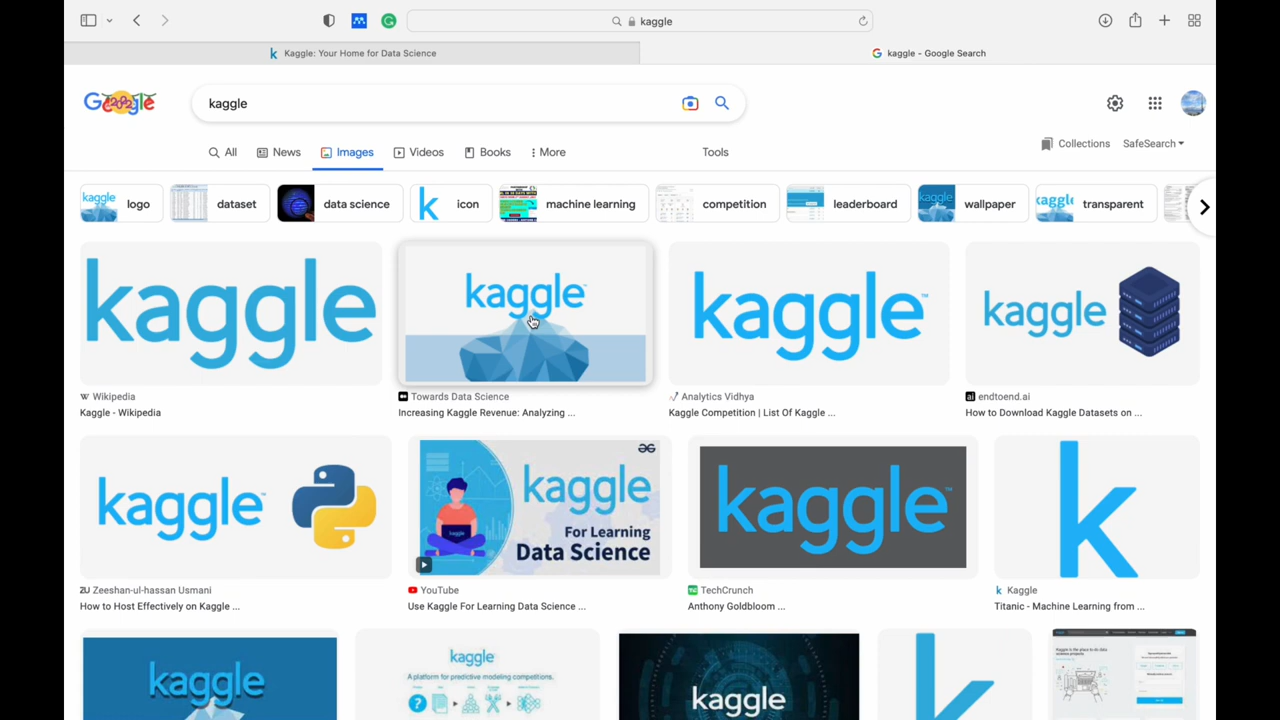 kaggle
Kaggle: Your Home for Data Science
kaggle - Google Search
Google
kaggle
All
News
Images
Videos
Books
More
Tools
Collections
SafeSearch
logo
dataset
data science
icon
machine learning
competition
leaderboard
wallpaper
transparent
kaggle
kaggle
kaggle
kaggle
Wikipedia
Kaggle - Wikipedia
Towards Data Science
Increasing Kaggle Revenue: Analyzing ...
Analytics Vidhya
Kaggle Competition | List Of Kaggle ...
endtoend.ai
How to Download Kaggle Datasets on ...
kaggle
kaggle
For Learning
Data Science
kaggle
k
Zeeshan-ul-hassan Usmani
How to Host Effectively on Kaggle ...
YouTube
Use Kaggle For Learning Data Science ...
TechCrunch
Anthony Goldbloom ...
Kaggle
Titanic - Machine Learning from ...
kaggle
kaggle
A platform for predictive modeling competitions.
kaggle
k